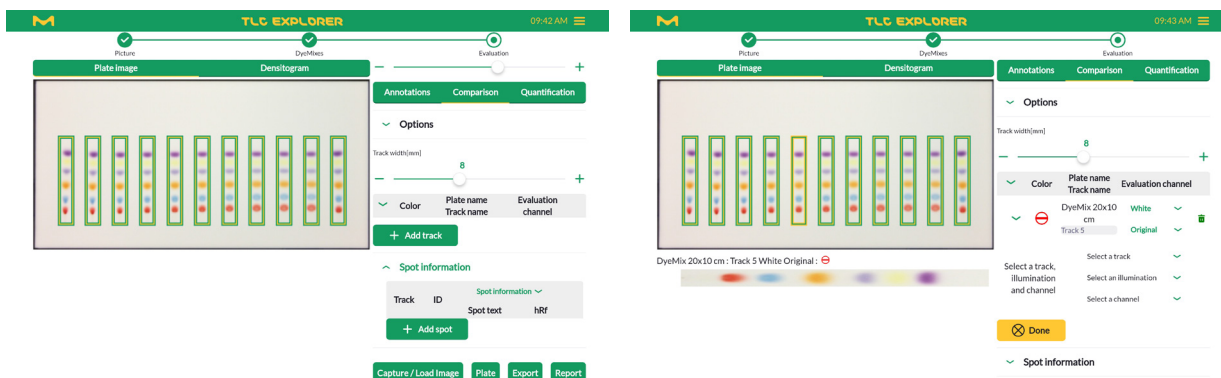 TLC EXPLORER
09:42 AM
Picture
DyeMixes
Evaluation
Plate image
Densitogram
Annotations
Comparison
Quantification
Options
Track width[mm]
8
Color
Plate name
Track name
Evaluation
channel
+ Add track
Spot information
Track
ID
Spot information
Spot text
hRf
+ Add spot
Capture / Load Image
Plate
Export
Report
TLC EXPLORER
09:43 AM
Picture
DyeMixes
Evaluation
Plate image
Densitogram
Annotations
Comparison
Quantification
Options
Track width[mm]
8
Color
Plate name
Track name
Evaluation channel
DyeMix 20x10
cm
Track 5
White
Original
DyeMix 20x10 cm : Track 5 White Original :
Select a track,
illumination
and channel
Select a track
Select an illumination
Select a channel
Done
Spot information